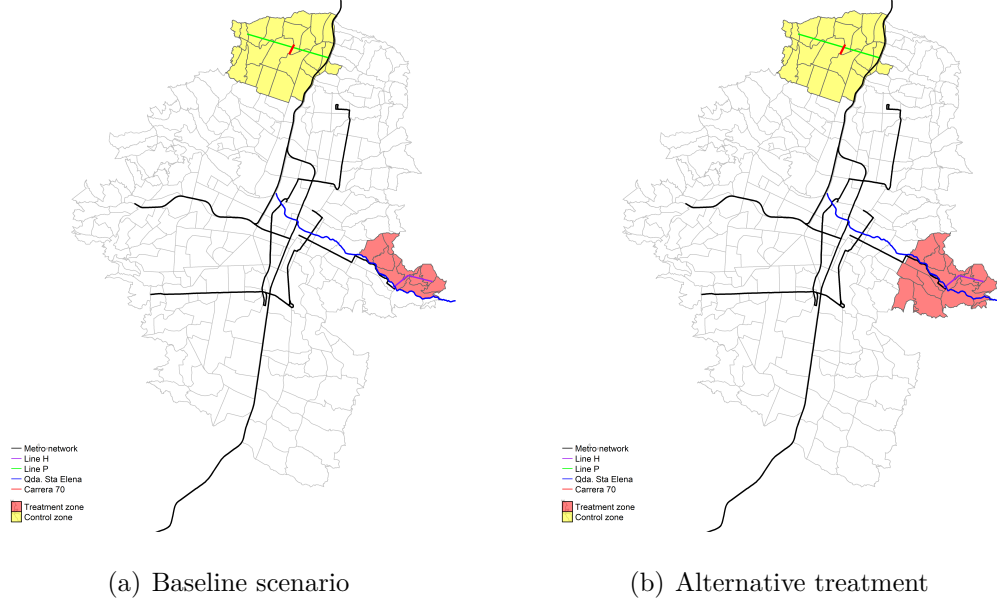 Metro network
Line H
Line P
Qda. Sta Elena
Carrera 70
Treatment zone
Control zone
Metro network
Line H
Line P
Qda. Sta Elena
Carrera 70
Treatment zone
Control zone
(a) Baseline scenario
(b) Alternative treatment